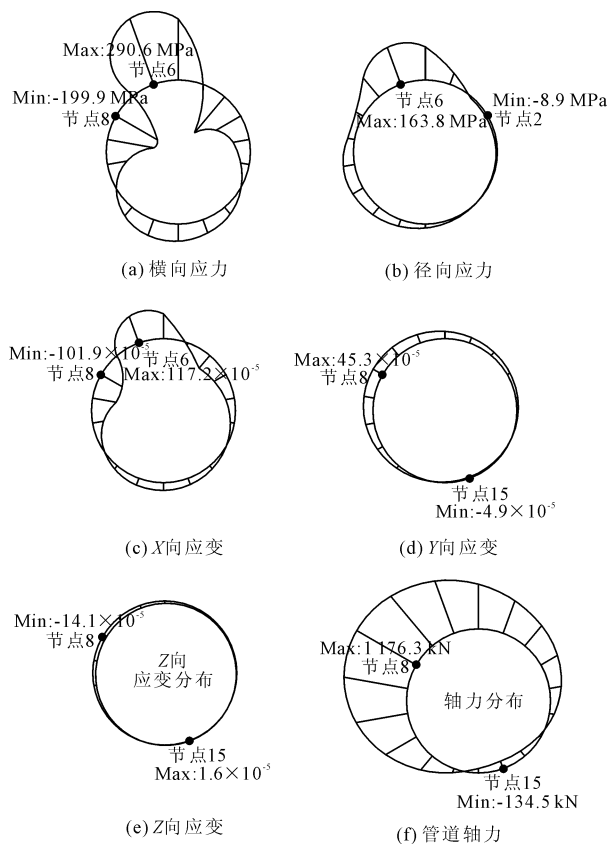 Max:290.6 MPa
节点6
Min:-199.9 MPa
节点8
(a) 横向应力
节点6
Max:163.8 MPa
Min:-8.9 MPa
节点2
(b) 径向应力
Min:-101.9×10⁻⁵
节点8
节点6
Max:117.2×10⁻⁵
(c) X向应变
Max:45.3×10⁻⁵
节点8
节点15
Min:-4.9×10⁻⁵
(d) Y向应变
Min:-14.1×10⁻⁵
节点8
Z向
应变分布
节点15
Max:1.6×10⁻⁵
(e) Z向应变
Max:1 176.3 kN
节点8
轴力分布
节点15
Min:-134.5 kN
(f) 管道轴力